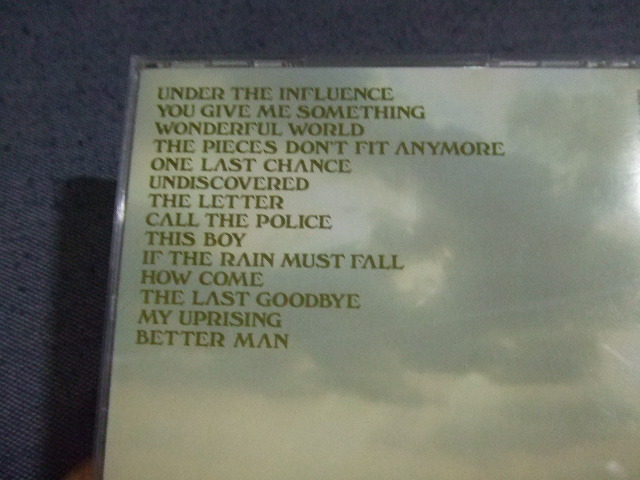 UNDER THE INFLUENCE
YOU GIVE ME SOMETHING
WONDERFUL WORLD
THE PIECES DON'T FIT ANYMORE
ONE LAST CHANCE
UNDISCOVERED
THE LETTER
CALL THE POLICE
THIS BOY
IF THE RAIN MUST FALL
HOW COME
THE LAST GOODBYE
MY UPRISING
BETTER MAN